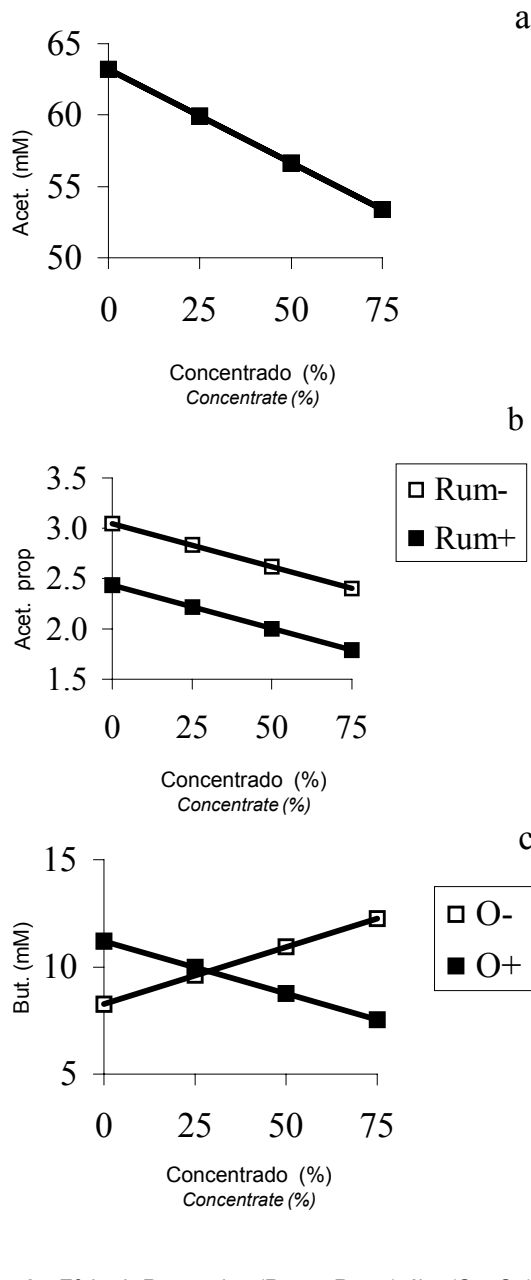 a
65
60
55
50
Acet. (mM)
0 25 50 75
Concentrado (%)
Concentrate (%)
b
3.5
3.0
2.5
2.0
1.5
Acet. prop
Rum-
Rum+
0 25 50 75
Concentrado (%)
Concentrate (%)
c
15
10
5
But. (mM)
O-
O+
0 25 50 75
Concentrado (%)
Concentrate (%)